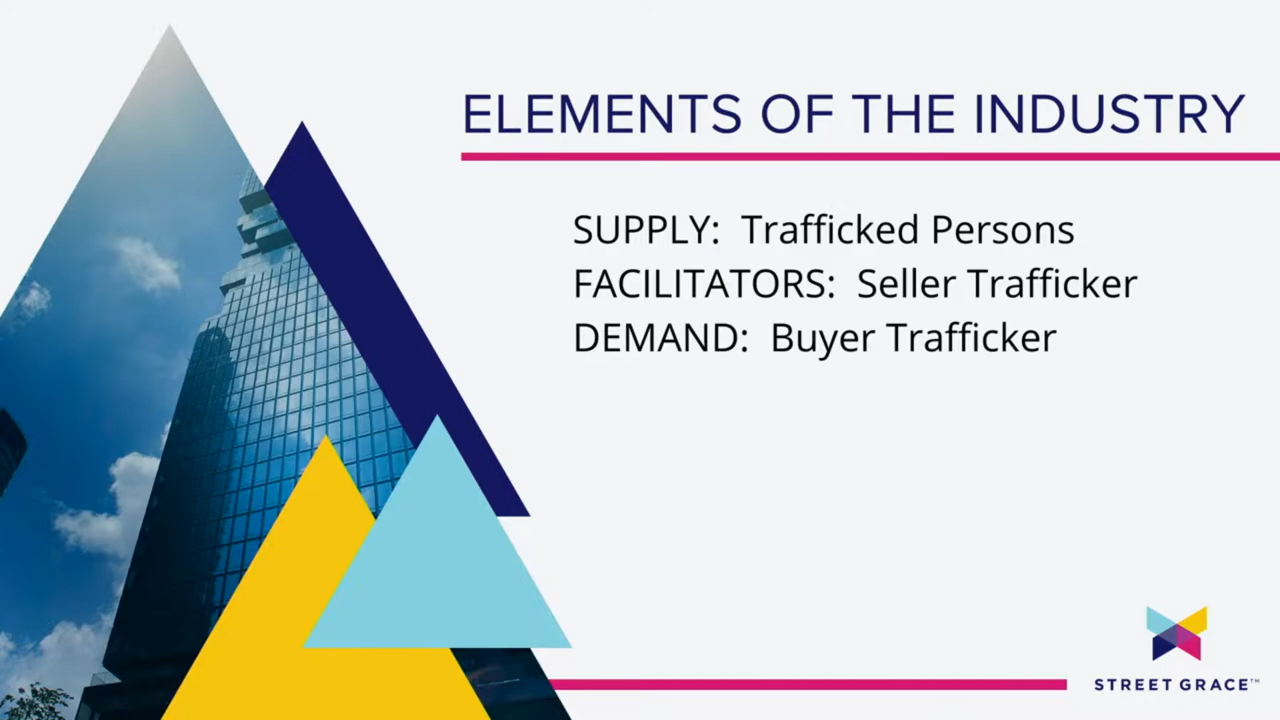 ELEMENTS OF THE INDUSTRY
SUPPLY: Trafficked Persons
FACILITATORS: Seller Trafficker
DEMAND: Buyer Trafficker
STREET GRACE™